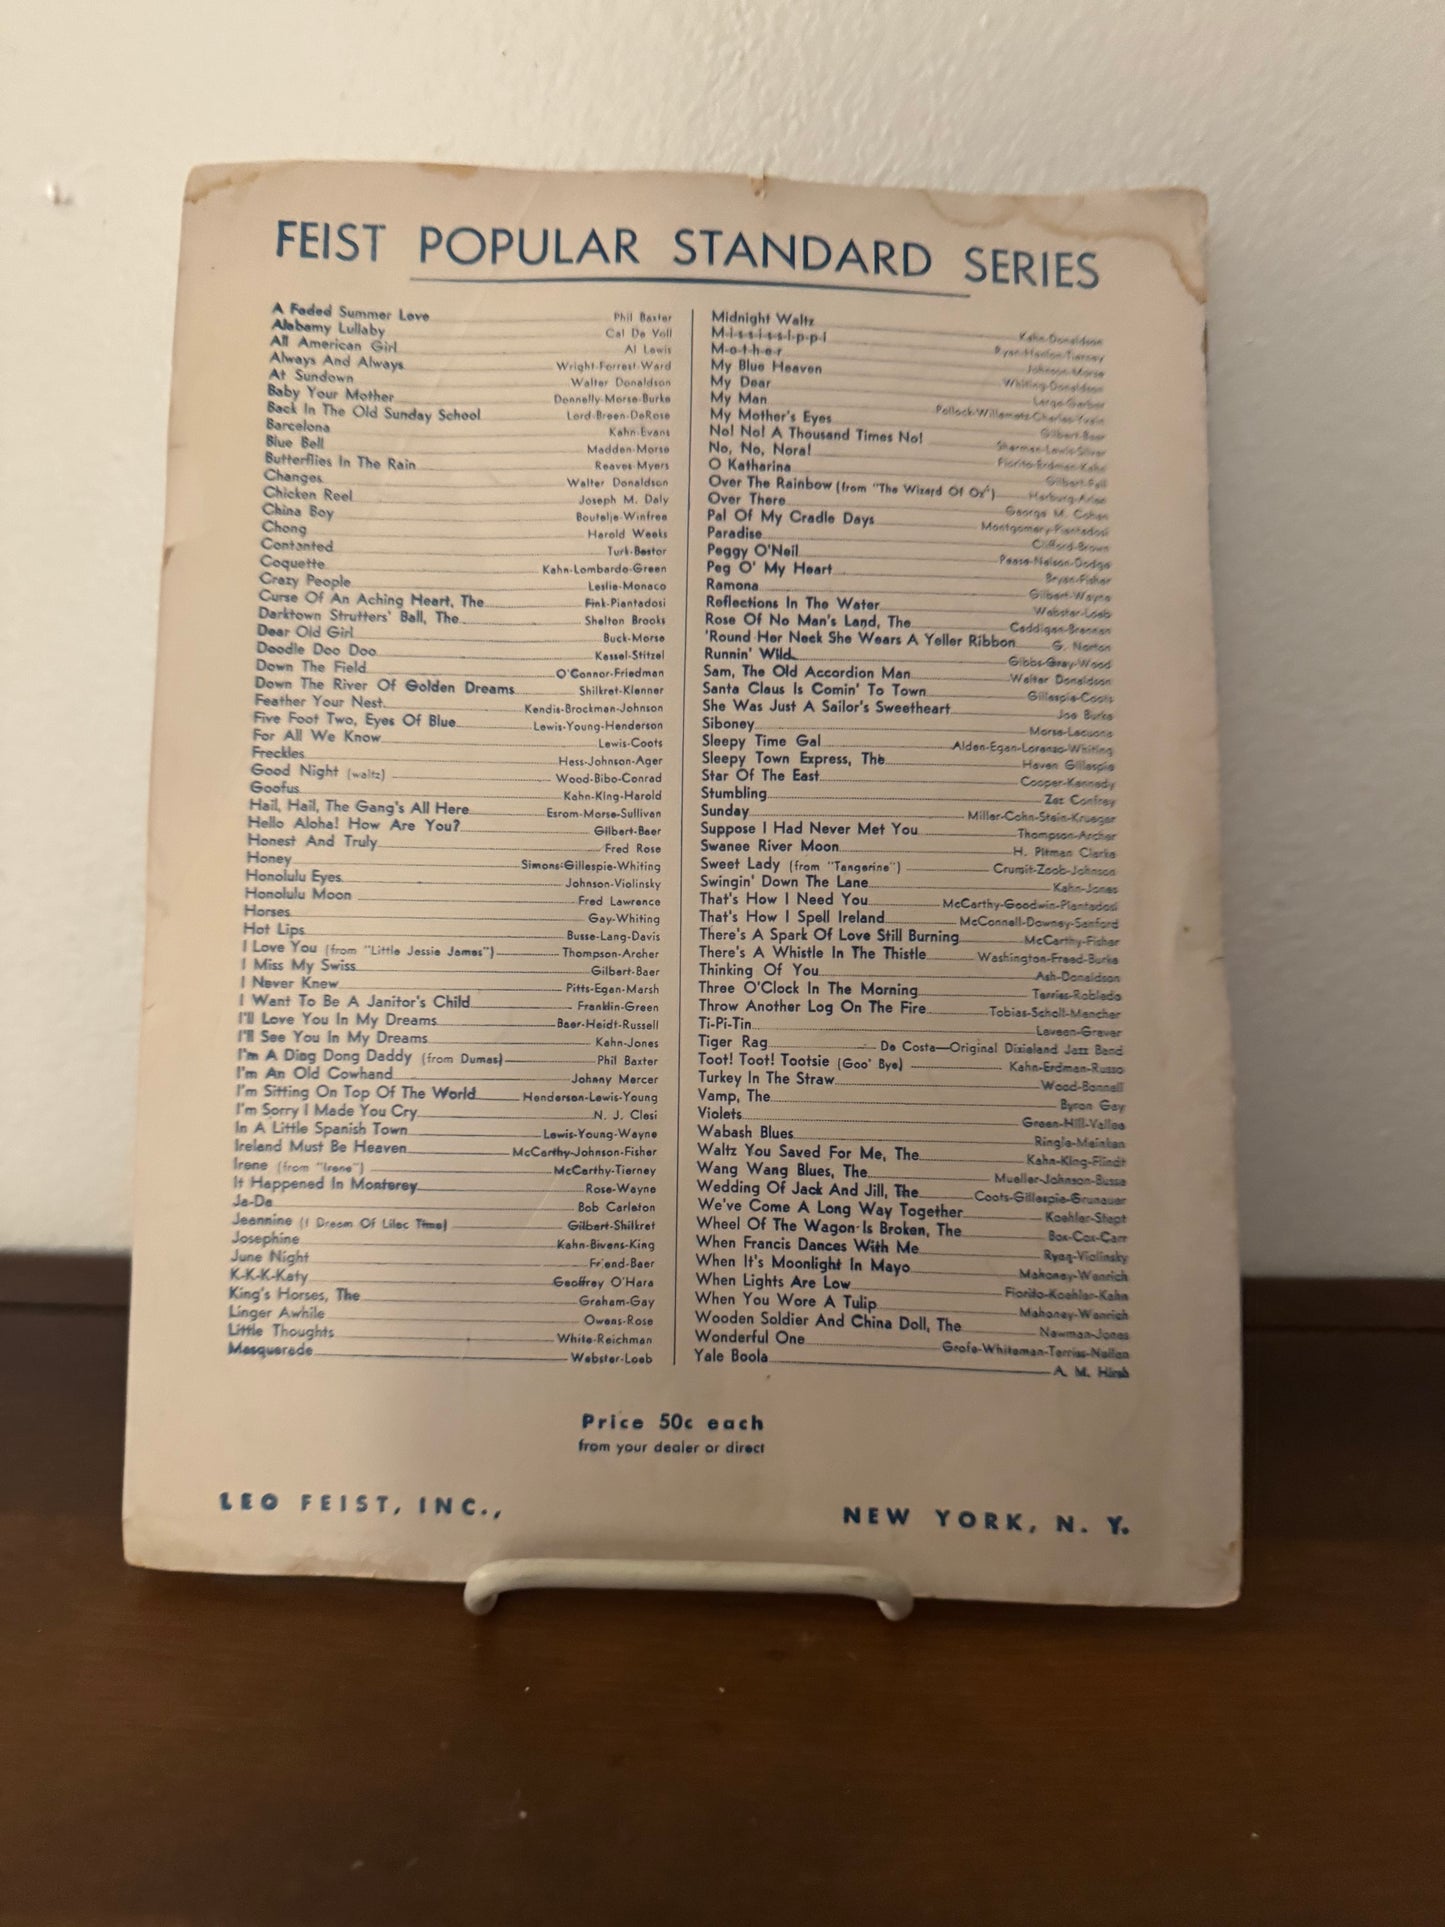 FEIST POPULAR STANDARD SERIES
A Faded Summer Love Phil Baxter
Alabamy Lullaby Cal De Voll
All American Girl Al Lewis
Always And Always Wright-Forrest-Ward
At Sundown Walter Donaldson
Baby Your Mother Donnelly-Morse-Burke
Back In The Old Sunday School Lord-Breen-DeRose
Barcelona Kahn-Evans
Blue Bell Madden-Morse
Butterflies In The Rain Reaves-Myers
Changes Walter Donaldson
Chicken Reel Joseph M. Daly
China Boy Boutelje-Winfree
Chong Harold Weeks
Contented Turk-Bestor
Coquette Kahn-Lombardo-Green
Crazy People Leslie-Monaco
Curse Of An Aching Heart, The Fink-Piantadosi
Darktown Strutters' Ball, The Shelton Brooks
Dear Old Girl Buck-Morse
Doodle Doo Doo Kassel-Stitzel
Down The Field O'Connor-Friedman
Down The River Of Golden Dreams Shilkret-Klenner
Feather Your Nest Kendis-Brockman-Johnson
Five Foot Two, Eyes Of Blue Lewis-Young-Henderson
For All We Know Lewis-Coots
Freckles Hess-Johnson-Ager
Good Night (waltz) Wood-Bibo-Conrad
Goofus Kahn-King-Harold
Hail, Hail, The Gang's All Here Esrom-Morse-Sullivan
Hello Aloha! How Are You? Gilbert-Baer
Honest And Truly Fred Rose
Honey Simons-Gillespie-Whiting
Honolulu Eyes Johnson-Violinsky
Honolulu Moon Fred Lawrence
Horses Gay-Whiting
Hot Lips Busse-Lang-Davis
I Love You (from "Little Jessie James") Thompson-Archer
I Miss My Swiss Gilbert-Baer
I Never Knew Pitts-Egan-Marsh
I Want To Be A Janitor's Child Franklin-Green
I'll Love You In My Dreams Baer-Heidt-Russell
I'll See You In My Dreams Kahn-Jones
I'm A Ding Dong Daddy (from Dumas) Phil Baxter
I'm An Old Cowhand Johnny Mercer
I'm Sitting On Top Of The World Henderson-Lewis-Young
I'm Sorry I Made You Cry N. J. Clesi
In A Little Spanish Town Lewis-Young-Wayne
Ireland Must Be Heaven McCarthy-Johnson-Fisher
Irene (from "Irene") McCarthy-Tierney
It Happened In Monterey Rose-Wayne
Ja-Da Bob Carleton
Jeannine (I Dream Of Lilac Time) Gilbert-Shilkret
Josephine Kahn-Bivens-King
June Night Friend-Baer
K-K-K-Katy Geoffrey O'Hara
King's Horses, The Graham-Gay
Linger Awhile Owens-Rose
Little Thoughts White-Reichman
Masquerade Webster-Loeb
Midnight Waltz Kahn-Donaldson
M-i-s-s-i-s-s-i-p-p-i Ryan-Hanlon-Tierney
M-o-t-h-e-r Johnson-Morse
My Blue Heaven Whiting-Donaldson
My Dear
My Man Pollock-Willemetz-Charles-Yvain
My Mother's Eyes Gilbert-Baer
No! No! A Thousand Times No! Sherman-Lewis-Silver
No, No, Nora! Fiorito-Erdman-Kahn
O Katharina Gilbert-Fall
Over The Rainbow (from "The Wizard Of Oz") Harburg-Arlen
Over There George M. Cohan
Pal Of My Cradle Days Montgomery-Piantadosi
Paradise Clifford-Brown
Peggy O'Neil Pease-Nelson-Dodge
Peg O' My Heart Bryan-Fisher
Ramona Gilbert-Wayne
Reflections In The Water Webster-Loeb
Rose Of No Man's Land, The Caddigan-Brennan
'Round Her Neck She Wears A Yeller Ribbon G. Norton
Runnin' Wild Gibbs-Grey-Wood
Sam, The Old Accordion Man Walter Donaldson
Santa Claus Is Comin' To Town Gillespie-Coots
She Was Just A Sailor's Sweetheart Joe Burke
Siboney Morse-Lecuona
Sleepy Time Gal Alden-Egan-Lorenzo-Whiting
Sleepy Town Express, The Haven Gillespie
Star Of The East Cooper-Kennedy
Stumbling Zez Confrey
Sunday Miller-Cohn-Stein-Krueger
Suppose I Had Never Met You Thompson-Archer
Swanee River Moon H. Pitman Clarke
Sweet Lady (from "Tangerine") Crumit-Zoob-Johnson
Swingin' Down The Lane Kahn-Jones
That's How I Need You McCarthy-Goodwin-Piantadosi
That's How I Spell Ireland McConnell-Downey-Sanford
There's A Spark Of Love Still Burning McCarthy-Fisher
There's A Whistle In The Thistle Washington-Freed-Burke
Thinking Of You Ash-Donaldson
Three O'Clock In The Morning Terriss-Robledo
Throw Another Log On The Fire Tobias-Scholl-Mencher
Ti-Pi-Tin Leveen-Grever
Tiger Rag De Costa—Original Dixieland Jazz Band
Toot! Toot! Tootsie (Goo' Bye) Kahn-Erdman-Russo
Turkey In The Straw Wood-Bonnell
Vamp, The Byron Gay
Violets Green-Hill-Vallee
Wabash Blues Ringle-Meinken
Waltz You Saved For Me, The Kahn-King-Flindt
Wang Wang Blues, The Mueller-Johnson-Busse
Wedding Of Jack And Jill, The Coots-Gillespie-Grunauer
We've Come A Long Way Together Koehler-Stept
Wheel Of The Wagon Is Broken, The Box-Cox-Carr
When Francis Dances With Me Ryan-Violinsky
When It's Moonlight In Mayo Mahoney-Wenrich
When Lights Are Low Fiorito-Koehler-Kahn
When You Wore A Tulip Mahoney-Wenrich
Wooden Soldier And China Doll, The Newman-Jones
Wonderful One Grofe-Whiteman-Terriss-Neilan
Yale Boola A. M. Hirsh
Price 50c each
from your dealer or direct
LEO FEIST, INC., NEW YORK, N. Y.